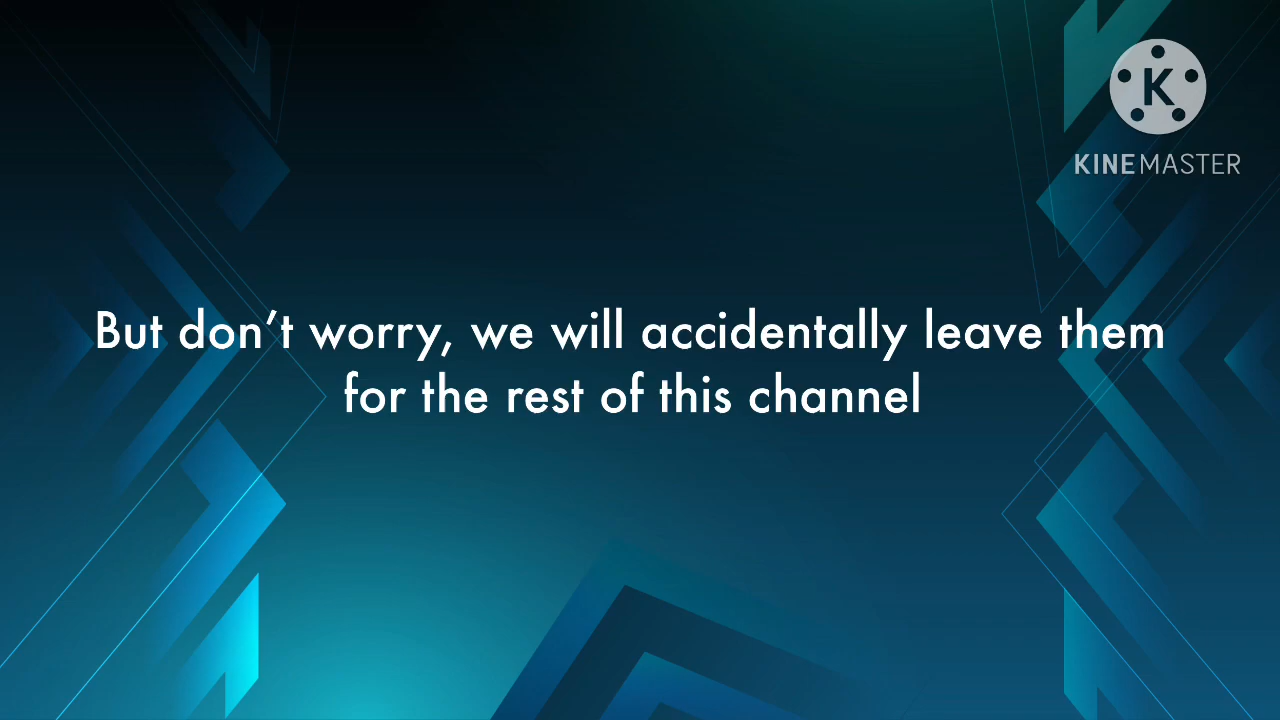 K
KINEMASTER
But don’t worry, we will accidentally leave them
for the rest of this channel